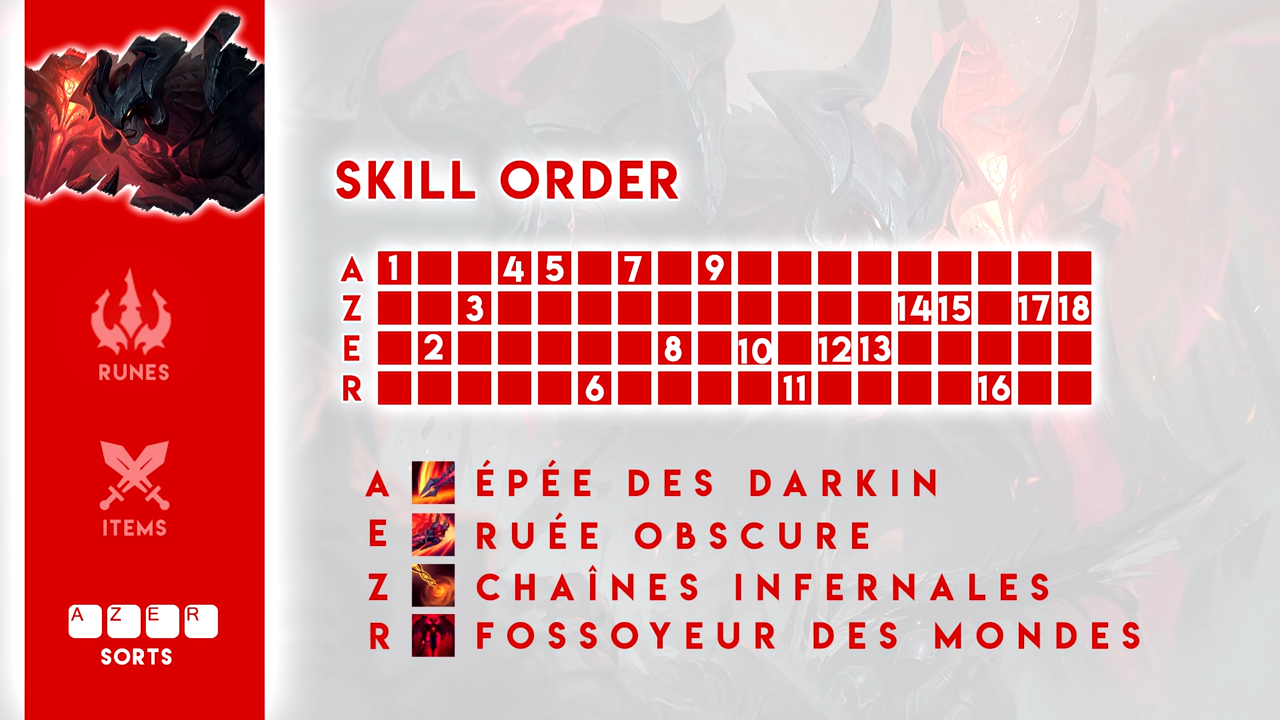 SKILL ORDER
A 1 4 5 7 9
Z 3 14 15 17 18
E 2 8 10 12 13
R 6 11 16
RUNES
ITEMS
A Z E R
SORTS
A ÉPÉE DES DARKIN
E RUÉE OBSCURE
Z CHAÎNES INFERNALES
R FOSSOYEUR DES MONDES